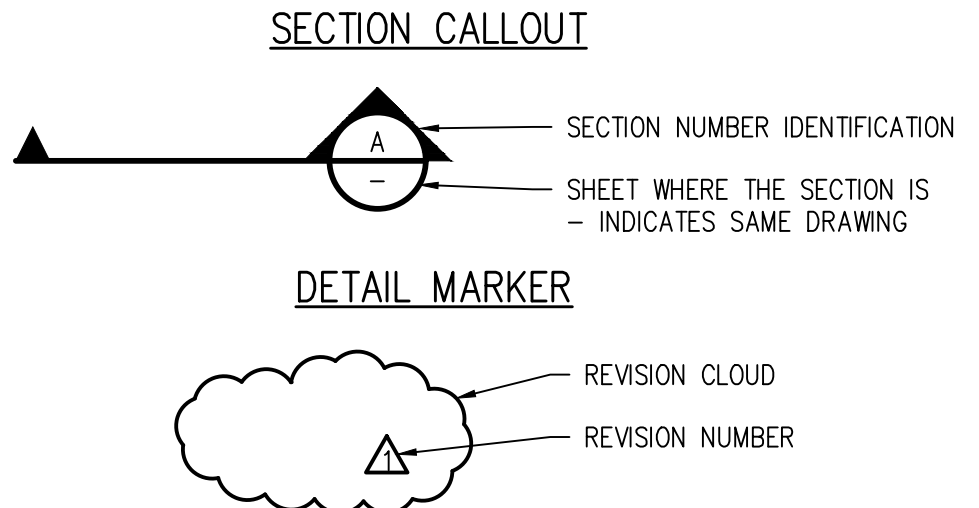 SECTION CALLOUT
A
–
SECTION NUMBER IDENTIFICATION
SHEET WHERE THE SECTION IS
– INDICATES SAME DRAWING
DETAIL MARKER
REVISION CLOUD
1
REVISION NUMBER